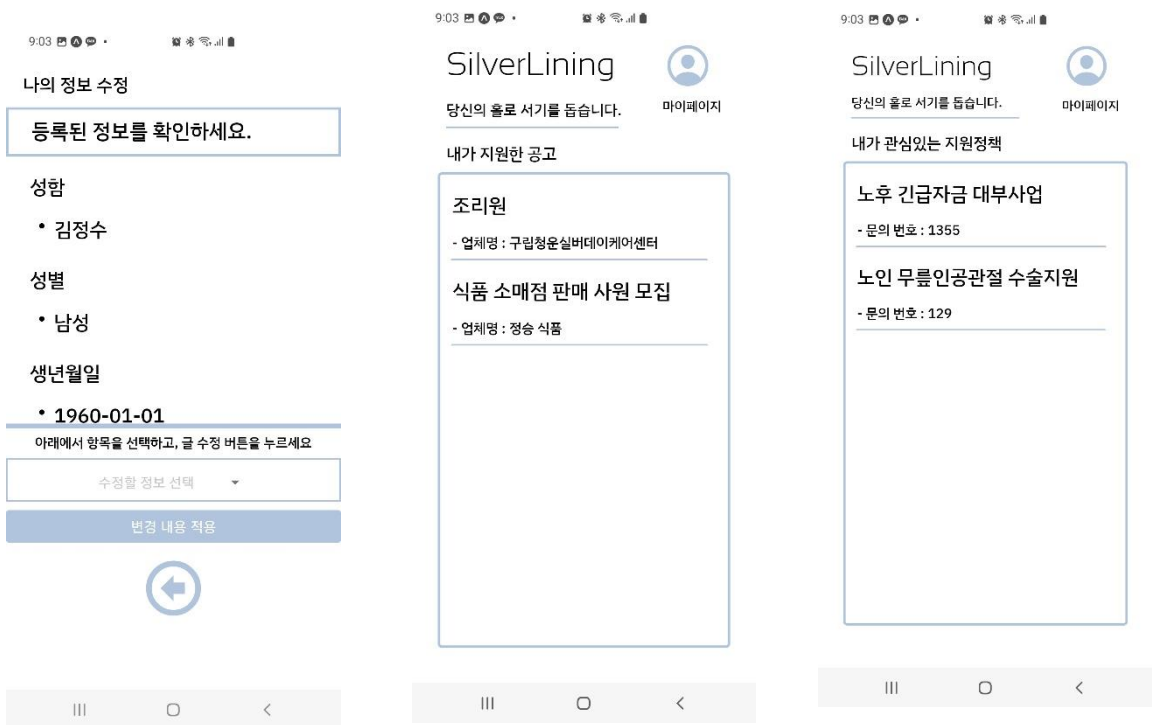 9:03
나의 정보 수정
등록된 정보를 확인하세요.
성함
• 김정수
성별
• 남성
생년월일
• 1960-01-01
아래에서 항목을 선택하고, 글 수정 버튼을 누르세요
수정할 정보 선택
변경 내용 적용
9:03
SilverLining
당신의 홀로 서기를 돕습니다.
마이페이지
내가 지원한 공고
조리원
- 업체명 : 구립청운실버데이케어센터
식품 소매점 판매 사원 모집
- 업체명 : 정승 식품
9:03
SilverLining
당신의 홀로 서기를 돕습니다.
마이페이지
내가 관심있는 지원정책
노후 긴급자금 대부사업
- 문의 번호 : 1355
노인 무릎인공관절 수술지원
- 문의 번호 : 129